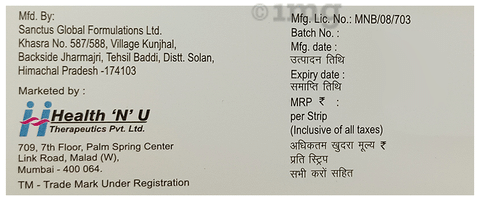 Mfd. By:
Sanctus Global Formulations Ltd.
Khasra No. 587/588, Village Kunjhal,
Backside Jharmajri, Tehsil Baddi, Distt. Solan,
Himachal Pradesh -174103
Marketed by :
Health 'N' U
Therapeutics Pvt. Ltd.
709, 7th Floor, Palm Spring Center
Link Road, Malad (W),
Mumbai - 400 064.
TM - Trade Mark Under Registration
1mg
Mfg. Lic. No.: MNB/08/703
Batch No. :
Mfg. date :
उत्पादन तिथि
Expiry date :
समाप्ति तिथि
MRP ₹ :
per Strip
(Inclusive of all taxes)
अधिकतम खुदरा मूल्य ₹
प्रति स्ट्रिप
सभी करों सहित